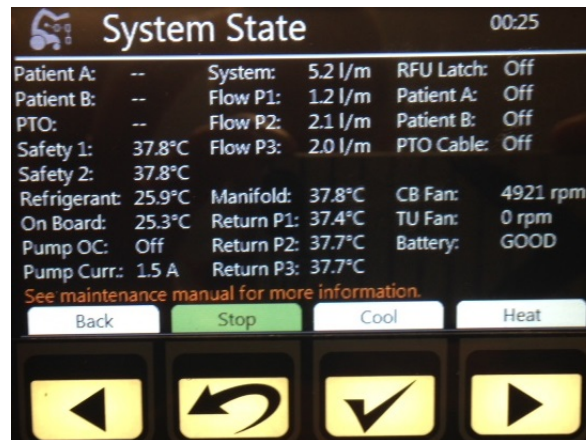 System State 00:25
Patient A: -- System: 5.2 l/m RFU Latch: Off
Patient B: -- Flow P1: 1.2 l/m Patient A: Off
PTO: -- Flow P2: 2.1 l/m Patient B: Off
Safety 1: 37.8°C Flow P3: 2.0 l/m PTO Cable: Off
Safety 2: 37.8°C
Refrigerant: 25.9°C Manifold: 37.8°C CB Fan: 4921 rpm
On Board: 25.3°C Return P1: 37.4°C TU Fan: 0 rpm
Pump OC: Off Return P2: 37.7°C Battery: GOOD
Pump Curr.: 1.5 A Return P3: 37.7°C
See maintenance manual for more information.
Back Stop Cool Heat